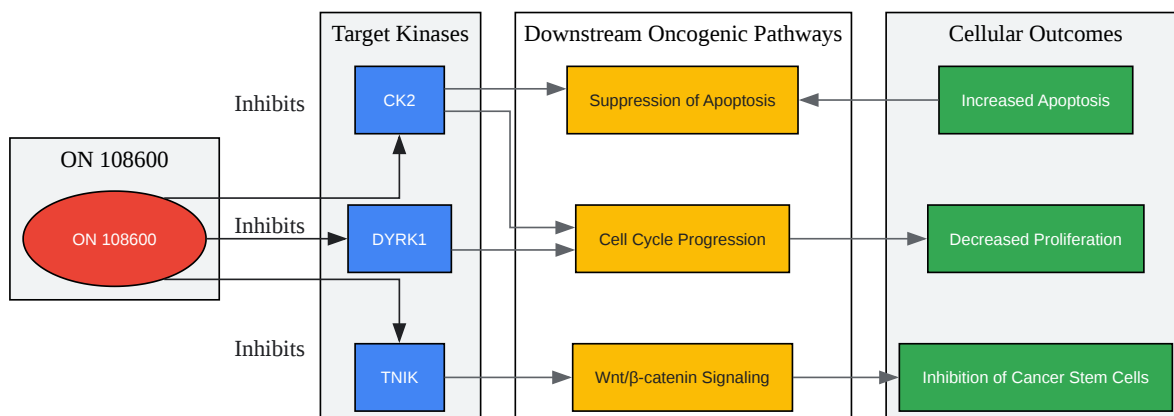 Target Kinases
Downstream Oncogenic Pathways
Cellular Outcomes
Inhibits
CK2
Suppression of Apoptosis
Increased Apoptosis
ON 108600
ON 108600
Inhibits
DYRK1
Cell Cycle Progression
Decreased Proliferation
Inhibits
TNIK
Wnt/β-catenin Signaling
Inhibition of Cancer Stem Cells